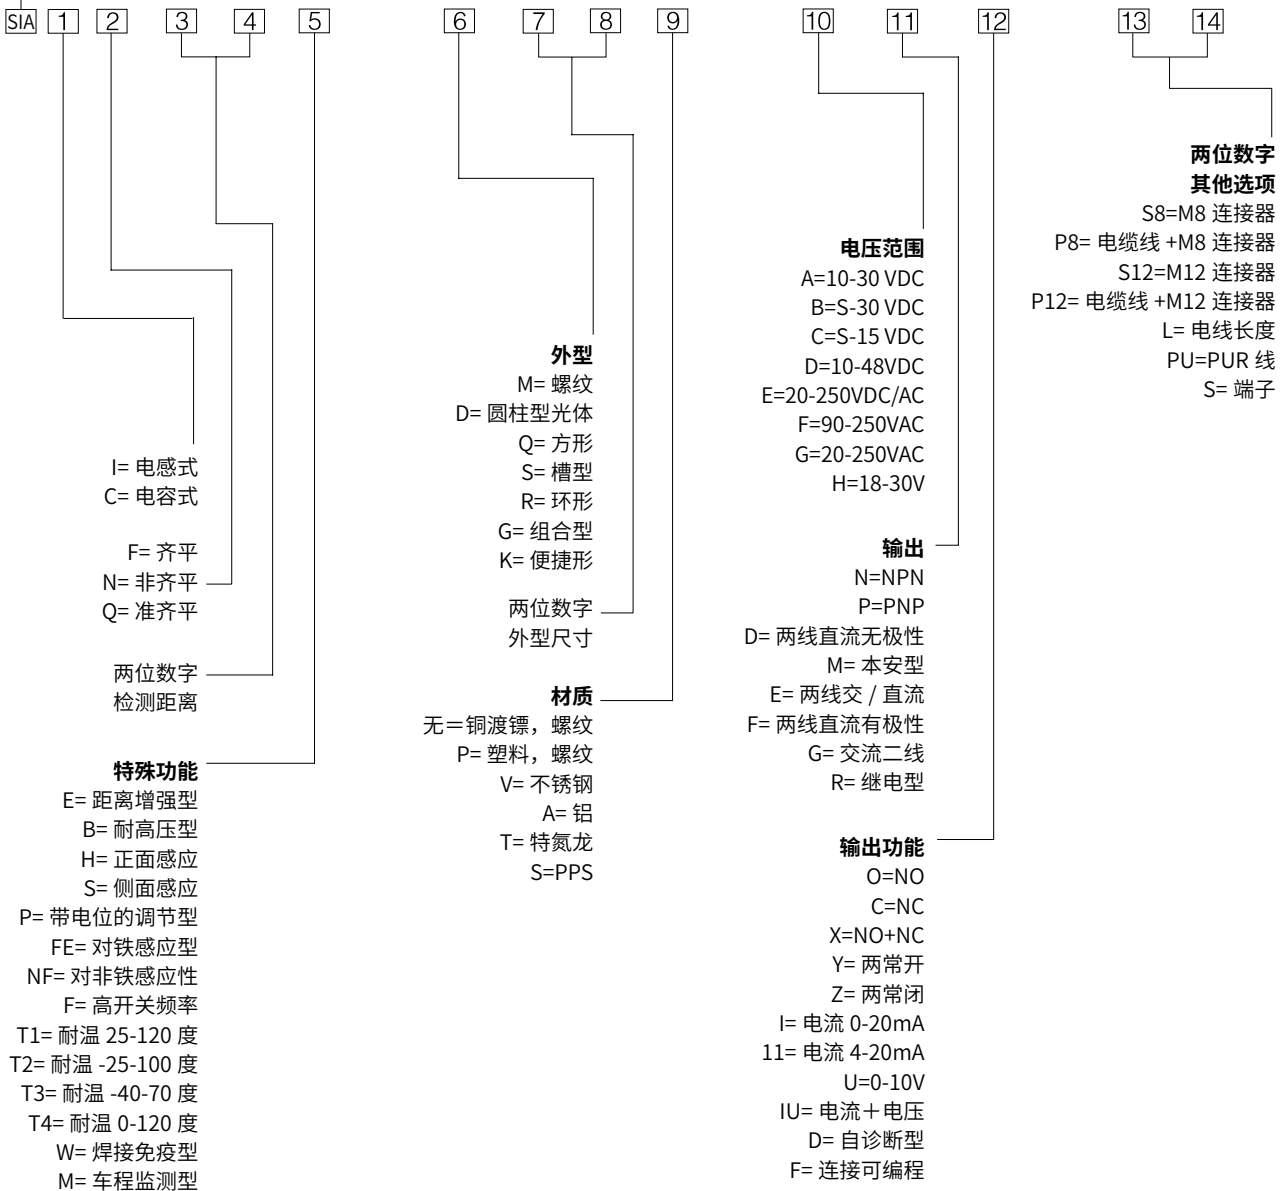 SIA 1 2 3 4 5 6 7 8 9 10 11 12 13 14
I= 电感式
C= 电容式
F= 齐平
N= 非齐平
Q= 准齐平
两位数字
检测距离
特殊功能
E= 距离增强型
B= 耐高压型
H= 正面感应
S= 侧面感应
P= 带电位的调节型
FE= 对铁感应型
NF= 对非铁感应性
F= 高开关频率
T1= 耐温 25-120 度
T2= 耐温 -25-100 度
T3= 耐温 -40-70 度
T4= 耐温 0-120 度
W= 焊接免疫型
M= 车程监测型
外型
M= 螺纹
D= 圆柱型光体
Q= 方形
S= 槽型
R= 环形
G= 组合型
K= 便捷形
两位数字
外型尺寸
材质
无＝铜渡镖，螺纹
P= 塑料，螺纹
V= 不锈钢
A= 铝
T= 特氮龙
S=PPS
电压范围
A=10-30 VDC
B=S-30 VDC
C=S-15 VDC
D=10-48VDC
E=20-250VDC/AC
F=90-250VAC
G=20-250VAC
H=18-30V
输出
N=NPN
P=PNP
D= 两线直流无极性
M= 本安型
E= 两线交 / 直流
F= 两线直流有极性
G= 交流二线
R= 继电型
输出功能
O=NO
C=NC
X=NO+NC
Y= 两常开
Z= 两常闭
I= 电流 0-20mA
11= 电流 4-20mA
U=0-10V
IU= 电流＋电压
D= 自诊断型
F= 连接可编程
两位数字
其他选项
S8=M8 连接器
P8= 电缆线 +M8 连接器
S12=M12 连接器
P12= 电缆线 +M12 连接器
L= 电线长度
PU=PUR 线
S= 端子